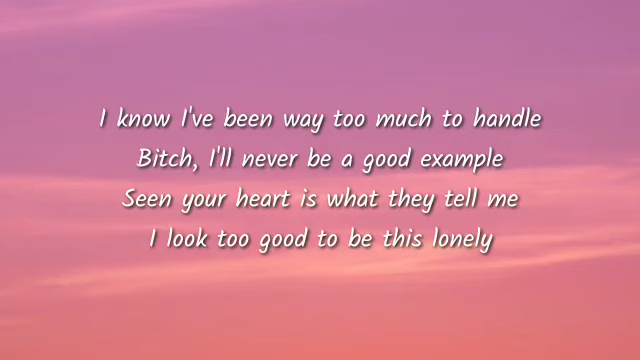 I know I've been way too much to handle
Bitch, I'll never be a good example
Seen your heart is what they tell me
I look too good to be this lonely